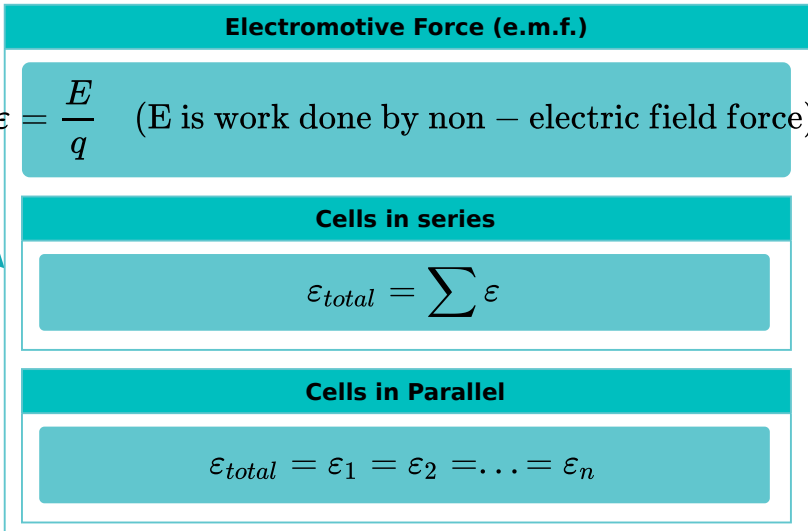 Electromotive Force (e.m.f.)
ε = E/q (E is work done by non − electric field force)
Cells in series
ε_total = ∑ ε
Cells in Parallel
ε_total = ε_1 = ε_2 =...= ε_n